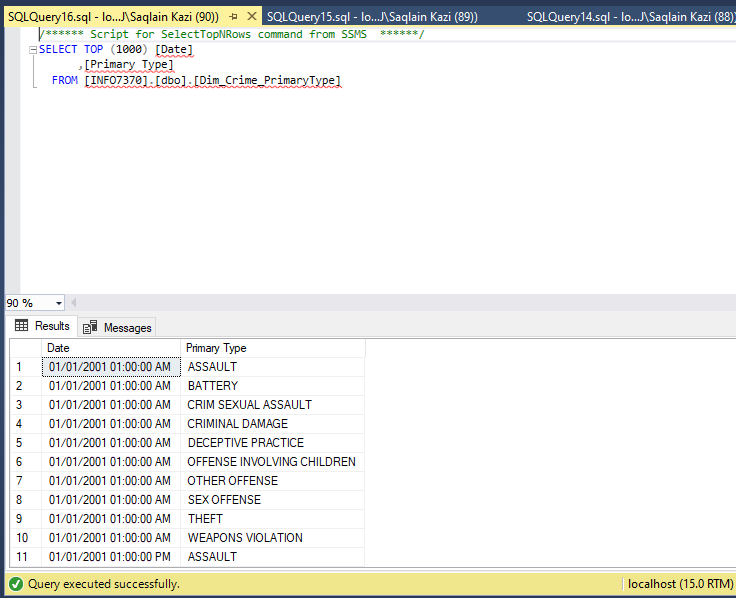 SQLQuery16.sql - lo...J\Saqlain Kazi (90)) SQLQuery15.sql - lo...J\Saqlain Kazi (89)) SQLQuery14.sql - lo...J\Saqlain Kazi (88))
/****** Script for SelectTopNRows command from SSMS ******/
SELECT TOP (1000) [Date]
,[Primary Type]
FROM [INFO7370].[dbo].[Dim_Crime_PrimaryType]
90 %
Results Messages
Date Primary Type
1 01/01/2001 01:00:00 AM ASSAULT
2 01/01/2001 01:00:00 AM BATTERY
3 01/01/2001 01:00:00 AM CRIM SEXUAL ASSAULT
4 01/01/2001 01:00:00 AM CRIMINAL DAMAGE
5 01/01/2001 01:00:00 AM DECEPTIVE PRACTICE
6 01/01/2001 01:00:00 AM OFFENSE INVOLVING CHILDREN
7 01/01/2001 01:00:00 AM OTHER OFFENSE
8 01/01/2001 01:00:00 AM SEX OFFENSE
9 01/01/2001 01:00:00 AM THEFT
10 01/01/2001 01:00:00 AM WEAPONS VIOLATION
11 01/01/2001 01:00:00 PM ASSAULT
Query executed successfully. localhost (15.0 RTM)